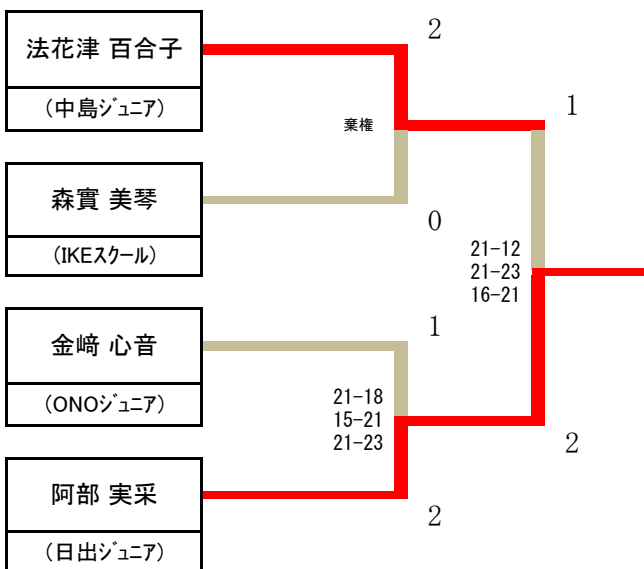 法花津 百合子
(中島ジュニア)
2
棄権
1
森實 美琴
(IKEスクール)
0
21-12
21-23
16-21
金﨑 心音
(ONOジュニア)
1
21-18
15-21
21-23
2
阿部 実采
(日出ジュニア)
2